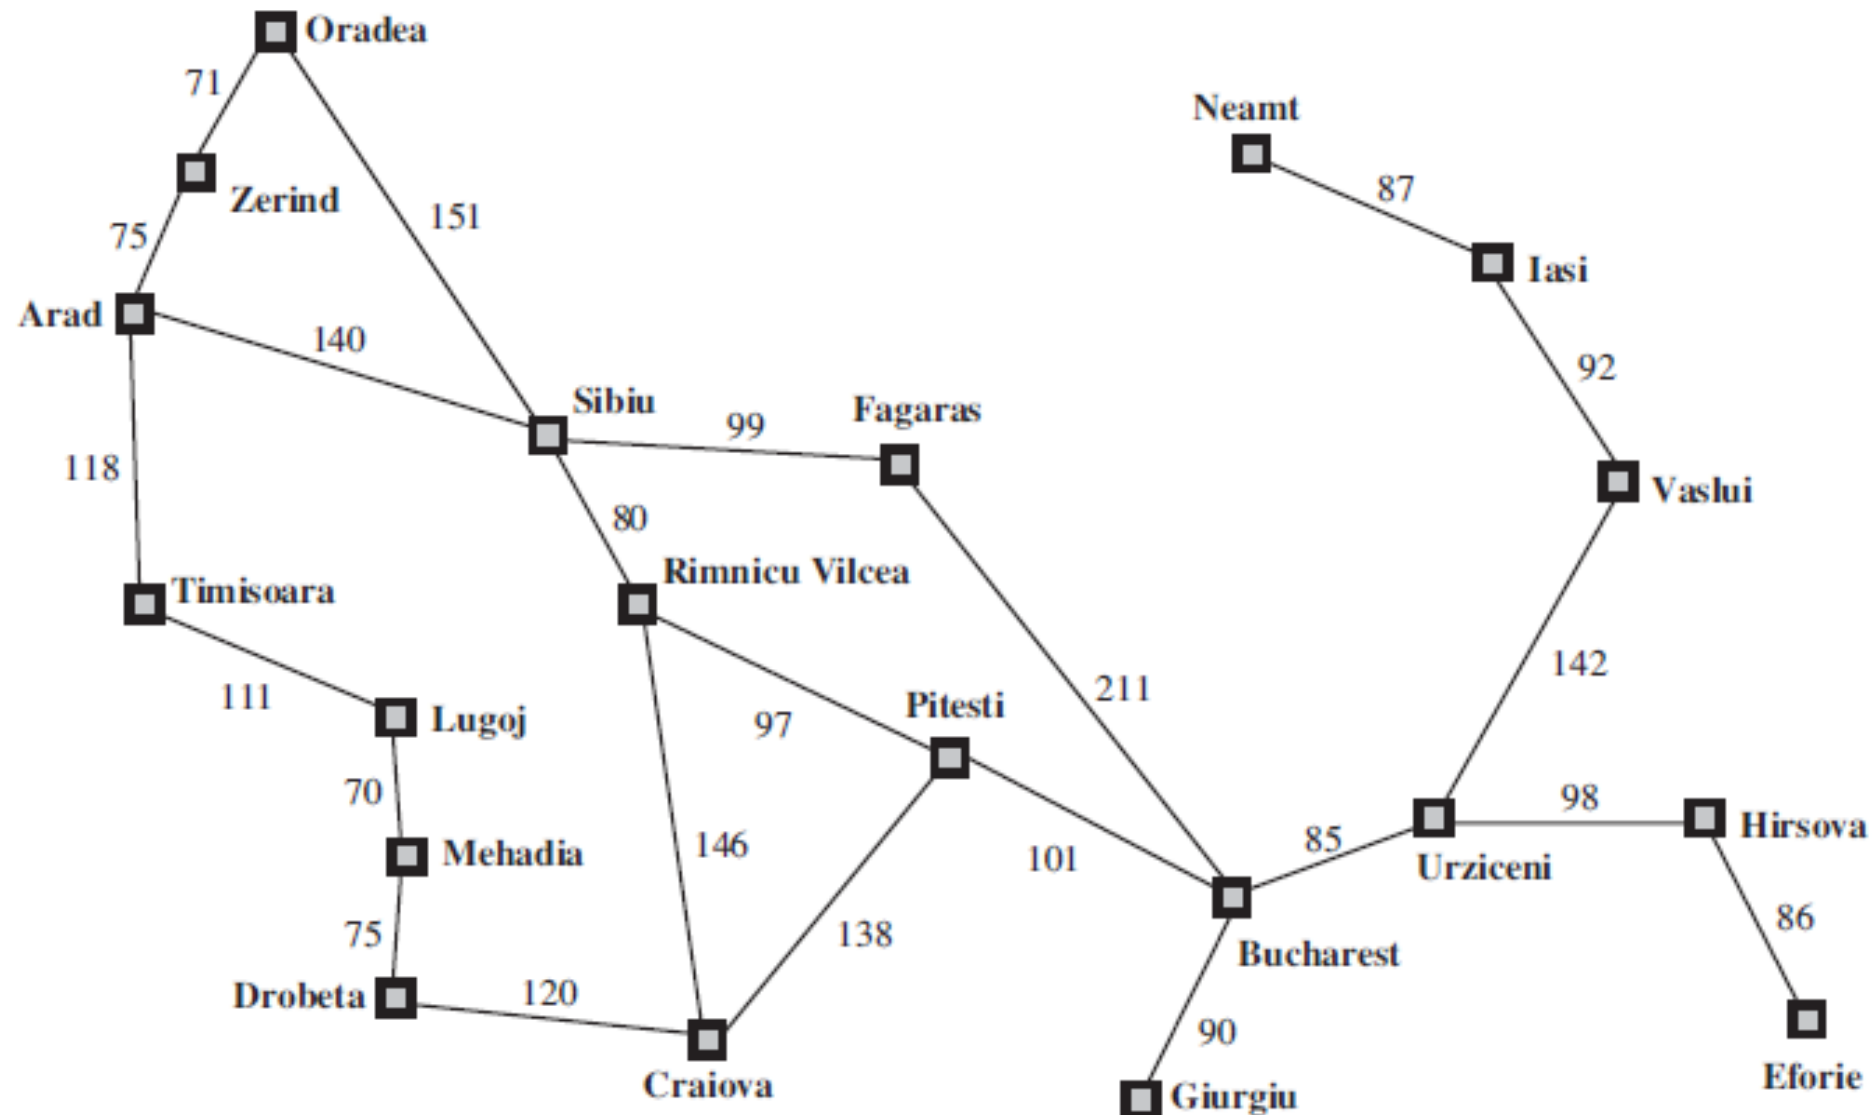 Oradea
71
Neamt
87
Zerind
151
75
Iasi
Arad
140
92
Sibiu
Fagaras
99
118
Vaslui
80
Rimnicu Vilcea
Timisoara
142
211
111
Lugoj
Pitesti
97
70
98
Hirsova
85
146
Mehadia
101
Urziceni
86
75
138
Bucharest
Drobeta
120
90
Eforie
Craiova
Giurgiu